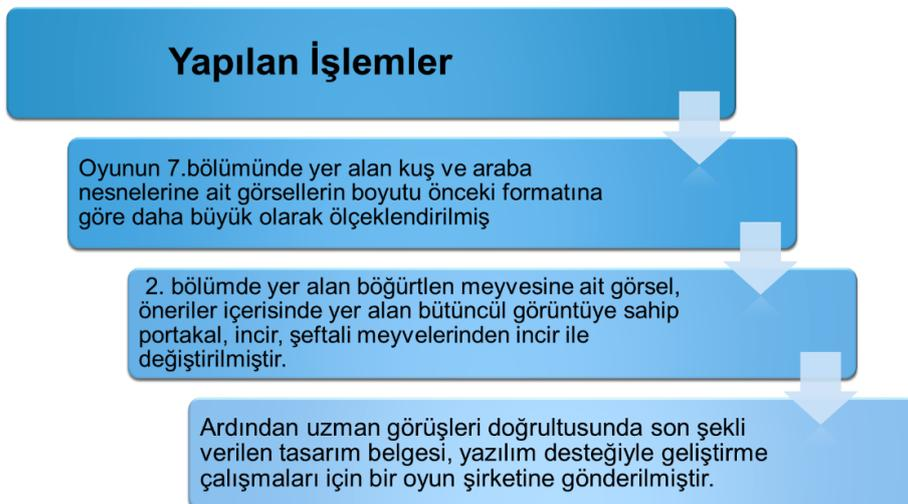 Yapılan İşlemler
Oyunun 7.bölümünde yer alan kuş ve araba
nesnelerine ait görsellerin boyutu önceki formatına
göre daha büyük olarak ölçeklendirilmiş
2. bölümde yer alan böğürtlen meyvesine ait görsel,
öneriler içerisinde yer alan bütüncül görüntüye sahip
portakal, incir, şeftali meyvelerinden incir ile
değiştirilmiştir.
Ardından uzman görüşleri doğrultusunda son şekli
verilen tasarım belgesi, yazılım desteğiyle geliştirme
çalışmaları için bir oyun şirketine gönderilmiştir.